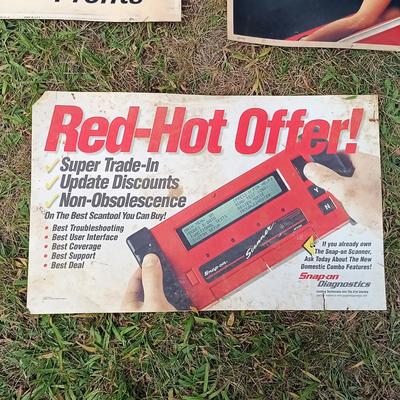 Profits
Red-Hot Offer!
Super Trade-In
Update Discounts
Non-Obsolescence
On The Best Scantool You Can Buy!
• Best Troubleshooting
• Best User Interface
• Best Coverage
• Best Support
• Best Deal
Snap-on
Scanner
Y
N
If you already own
The Snap-on Scanner,
Ask Today About The New
Domestic Combo Features!
Snap-on
Diagnostics